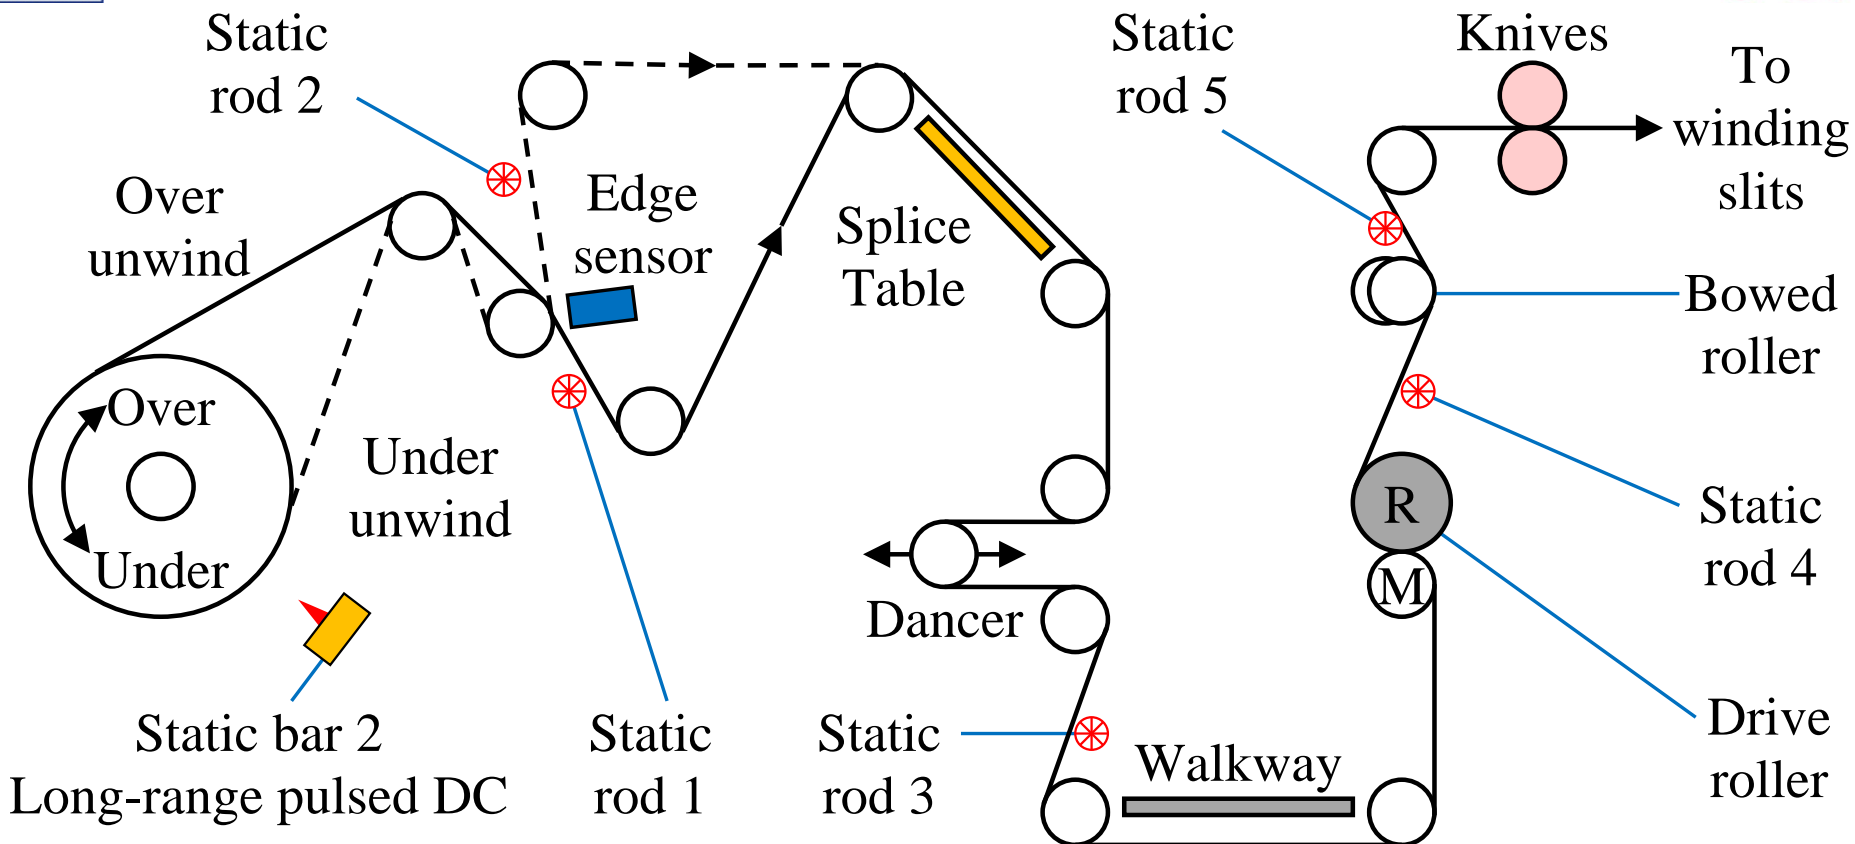 Static
rod 2
Static
rod 5
Knives
To
winding
slits
Over
unwind
Edge
sensor
Splice
Table
Bowed
roller
Over
Under
Under
unwind
R
M
Static
rod 4
Dancer
Static bar 2
Long-range pulsed DC
Static
rod 1
Static
rod 3
Walkway
Drive
roller